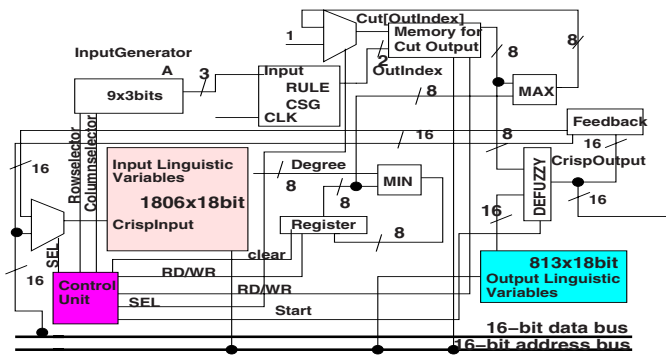 Cut[OutIndex]
1
Memory for
Cut Output
InputGenerator
A
3
2
8
8
9x3bits
Input
OutIndex
RULE
CSG
CLK
8
MAX
Feedback
16
8
16
Rowselector
Columnselector
16
Input Linguistic
Variables
1806x18bit
CrispInput
Degree
8
MIN
8
DEFUZZY
CrispOutput
16
16
Register
8
SEL
clear
16
Control
Unit
RD/WR
RD/WR
SEL
Start
813x18bit
Output Linguistic
Variables
16-bit data bus
16-bit address bus